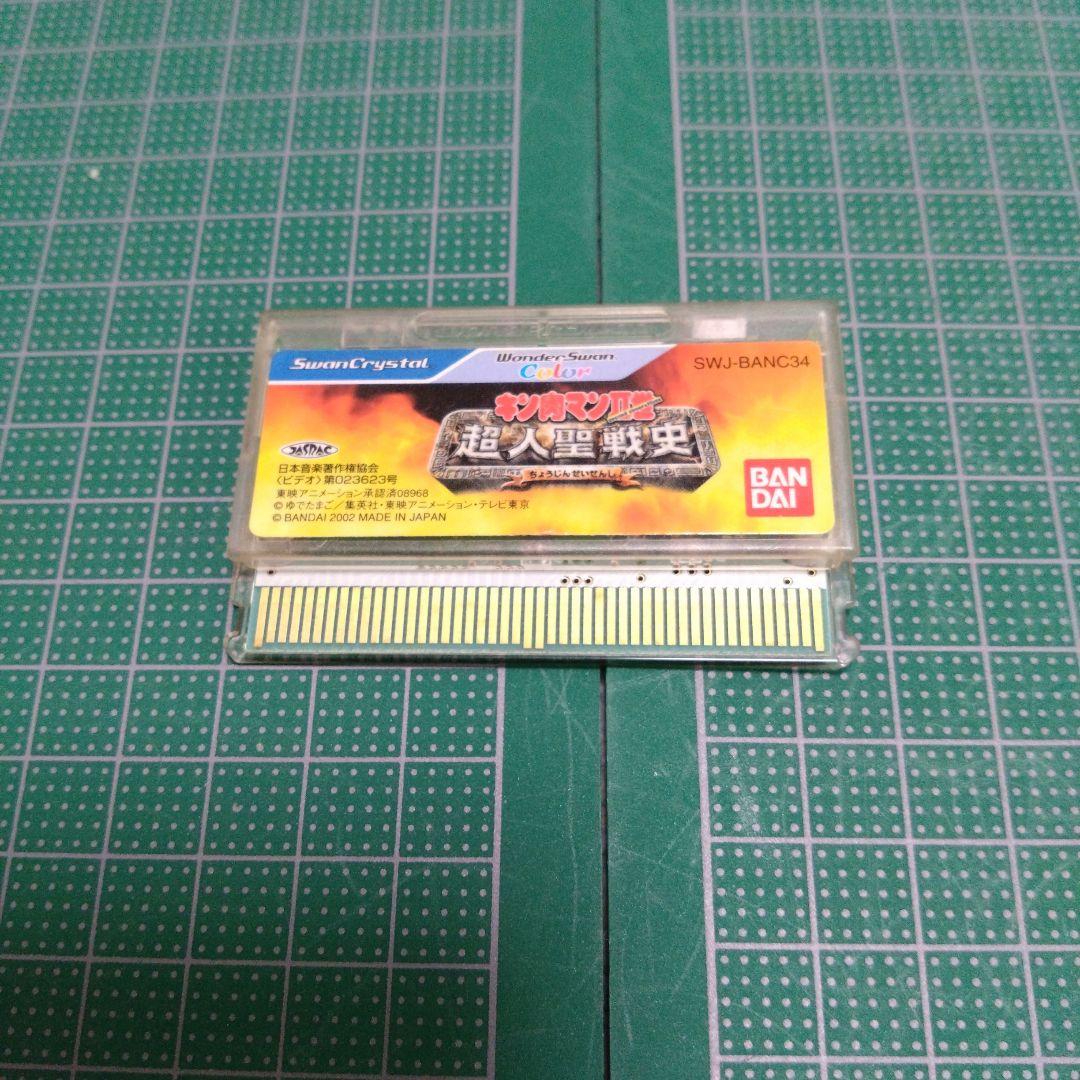 SwanCrystal
WonderSwan
Color
SWJ-BANC34
キン肉マンII世
超人聖戦史
ちょうじんせいせんし
JASRAC
日本音楽著作権協会
〈ビデオ〉第023623号
東映アニメーション承認済08968
©ゆでたまご/集英社・東映アニメーション・テレビ東京
© BANDAI 2002 MADE IN JAPAN
BAN
DAI